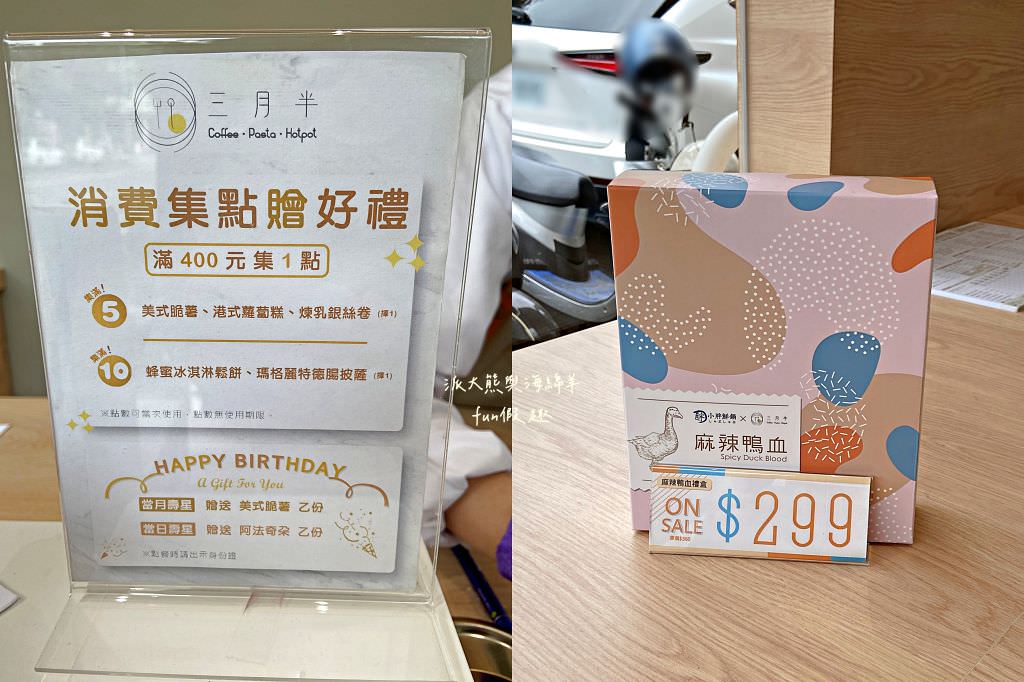 三月半
Coffee・Pasta・Hotpot
消費集點贈好禮
滿 400 元 集 1 點
集滿!
5 美式脆薯、港式蘿蔔糕、煉乳銀絲卷 (擇1)
集滿!
10 蜂蜜冰淇淋鬆餅、瑪格麗特德腸披薩 (擇1)
※點數可當次使用，點數無使用期限。
HAPPY BIRTHDAY
A Gift For You
當月壽星 贈送 美式脆薯 乙份
當日壽星 贈送 阿法奇朶 乙份
※點餐時請出示身份證
派大熊與海綿羊
fun假趣
小胖鮮鍋 × 三月半
麻辣鴨血
Spicy Duck Blood
麻辣鴨血禮盒
ON SALE $299
原價$360